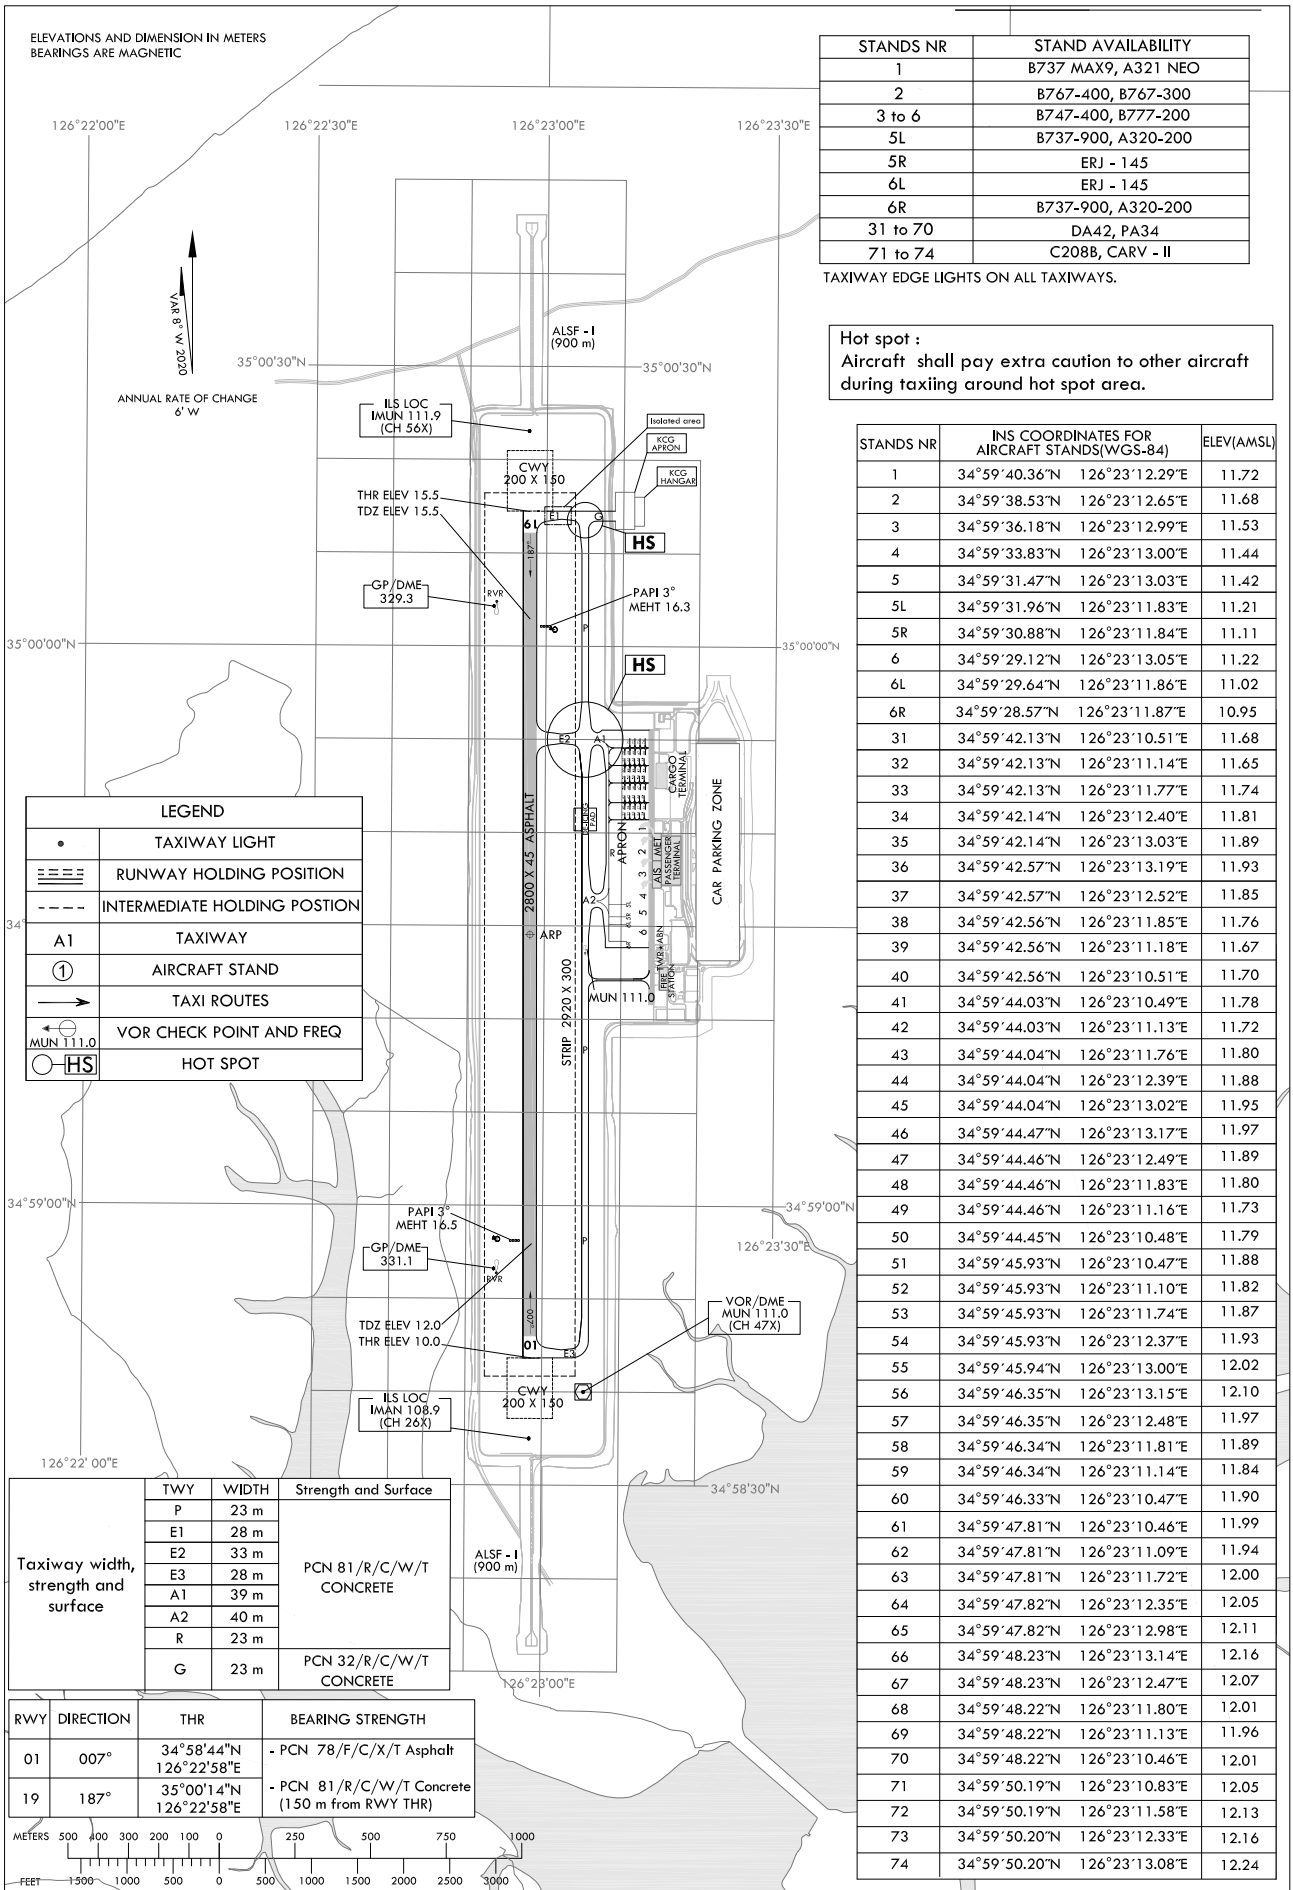 ELEVATIONS AND DIMENSION IN METERS
BEARINGS ARE MAGNETIC
STANDS NR STAND AVAILABILITY
1 B737 MAX9, A321 NEO
2 B767-400, B767-300
3 to 6 B747-400, B777-200
5L B737-900, A320-200
5R ERJ - 145
6L ERJ - 145
6R B737-900, A320-200
31 to 70 DA42, PA34
71 to 74 C208B, CARV - II
TAXIWAY EDGE LIGHTS ON ALL TAXIWAYS.
Hot spot :
Aircraft shall pay extra caution to other aircraft
during taxiing around hot spot area.
126°22'00"E
126°22'30"E
126°23'00"E
126°23'30"E
VAR 8° W 2020
ANNUAL RATE OF CHANGE
6' W
ALSF - I
(900 m)
35°00'30"N
35°00'30"N
ILS LOC
IMUN 111.9
(CH 56X)
Isolated area
KCG
APRON
KCG
HANGAR
CWY
200 X 150
THR ELEV 15.5
TDZ ELEV 15.5
E1
G
19
187°
HS
GP/DME
329.3
RVR
PAPI 3°
MEHT 16.3
P
35°00'00"N
35°00'00"N
HS
E2
A1
CARGO
TERMINAL
CAR PARKING ZONE
2800 X 45 ASPHALT
DE-ICING
PAD
R
APRON
1
2
3
4
5
6
AIS
MET
PASSENGER
TERMINAL
A2
ARP
FIRE
STATION
TWR
ABN
MUN 111.0
STRIP 2920 X 300
P
LEGEND
TAXIWAY LIGHT
RUNWAY HOLDING POSITION
INTERMEDIATE HOLDING POSTION
A1 TAXIWAY
1 AIRCRAFT STAND
TAXI ROUTES
MUN 111.0 VOR CHECK POINT AND FREQ
HS HOT SPOT
34°
34°59'00"N
34°59'00"N
126°23'30"E
PAPI 3°
MEHT 16.5
P
GP/DME
331.1
RVR
TDZ ELEV 12.0
THR ELEV 10.0
007°
01
E3
VOR/DME
MUN 111.0
(CH 47X)
CWY
200 X 150
ILS LOC
IMAN 108.9
(CH 26X)
126°22' 00"E
34°58'30"N
ALSF - I
(900 m)
126°23'00"E
STANDS NR INS COORDINATES FOR AIRCRAFT STANDS(WGS-84) ELEV(AMSL)
1 34°59´40.36˝N 126°23´12.29˝E 11.72
2 34°59´38.53˝N 126°23´12.65˝E 11.68
3 34°59´36.18˝N 126°23´12.99˝E 11.53
4 34°59´33.83˝N 126°23´13.00˝E 11.44
5 34°59´31.47˝N 126°23´13.03˝E 11.42
5L 34°59´31.96˝N 126°23´11.83˝E 11.21
5R 34°59´30.88˝N 126°23´11.84˝E 11.11
6 34°59´29.12˝N 126°23´13.05˝E 11.22
6L 34°59´29.64˝N 126°23´11.86˝E 11.02
6R 34°59´28.57˝N 126°23´11.87˝E 10.95
31 34°59´42.13˝N 126°23´10.51˝E 11.68
32 34°59´42.13˝N 126°23´11.14˝E 11.65
33 34°59´42.13˝N 126°23´11.77˝E 11.74
34 34°59´42.14˝N 126°23´12.40˝E 11.81
35 34°59´42.14˝N 126°23´13.03˝E 11.89
36 34°59´42.57˝N 126°23´13.19˝E 11.93
37 34°59´42.57˝N 126°23´12.52˝E 11.85
38 34°59´42.56˝N 126°23´11.85˝E 11.76
39 34°59´42.56˝N 126°23´11.18˝E 11.67
40 34°59´42.56˝N 126°23´10.51˝E 11.70
41 34°59´44.03˝N 126°23´10.49˝E 11.78
42 34°59´44.03˝N 126°23´11.13˝E 11.72
43 34°59´44.04˝N 126°23´11.76˝E 11.80
44 34°59´44.04˝N 126°23´12.39˝E 11.88
45 34°59´44.04˝N 126°23´13.02˝E 11.95
46 34°59´44.47˝N 126°23´13.17˝E 11.97
47 34°59´44.46˝N 126°23´12.49˝E 11.89
48 34°59´44.46˝N 126°23´11.83˝E 11.80
49 34°59´44.46˝N 126°23´11.16˝E 11.73
50 34°59´44.45˝N 126°23´10.48˝E 11.79
51 34°59´45.93˝N 126°23´10.47˝E 11.88
52 34°59´45.93˝N 126°23´11.10˝E 11.82
53 34°59´45.93˝N 126°23´11.74˝E 11.87
54 34°59´45.93˝N 126°23´12.37˝E 11.93
55 34°59´45.94˝N 126°23´13.00˝E 12.02
56 34°59´46.35˝N 126°23´13.15˝E 12.10
57 34°59´46.35˝N 126°23´12.48˝E 11.97
58 34°59´46.34˝N 126°23´11.81˝E 11.89
59 34°59´46.34˝N 126°23´11.14˝E 11.84
60 34°59´46.33˝N 126°23´10.47˝E 11.90
61 34°59´47.81˝N 126°23´10.46˝E 11.99
62 34°59´47.81˝N 126°23´11.09˝E 11.94
63 34°59´47.81˝N 126°23´11.72˝E 12.00
64 34°59´47.82˝N 126°23´12.35˝E 12.05
65 34°59´47.82˝N 126°23´12.98˝E 12.11
66 34°59´48.23˝N 126°23´13.14˝E 12.16
67 34°59´48.23˝N 126°23´12.47˝E 12.07
68 34°59´48.22˝N 126°23´11.80˝E 12.01
69 34°59´48.22˝N 126°23´11.13˝E 11.96
70 34°59´48.22˝N 126°23´10.46˝E 12.01
71 34°59´50.19˝N 126°23´10.83˝E 12.05
72 34°59´50.19˝N 126°23´11.58˝E 12.13
73 34°59´50.20˝N 126°23´12.33˝E 12.16
74 34°59´50.20˝N 126°23´13.08˝E 12.24
Taxiway width,
strength and
surface
TWY WIDTH Strength and Surface
P 23 m
E1 28 m
E2 33 m
E3 28 m
A1 39 m
A2 40 m
R 23 m
PCN 81/R/C/W/T
CONCRETE
G 23 m PCN 32/R/C/W/T
CONCRETE
RWY DIRECTION THR BEARING STRENGTH
01 007° 34°58'44"N 126°22'58"E
19 187° 35°00'14"N 126°22'58"E
- PCN 78/F/C/X/T Asphalt
- PCN 81/R/C/W/T Concrete
(150 m from RWY THR)
METERS 500 400 300 200 100 0 250 500 750 1000
FEET 1500 1000 500 0 500 1000 1500 2000 2500 3000